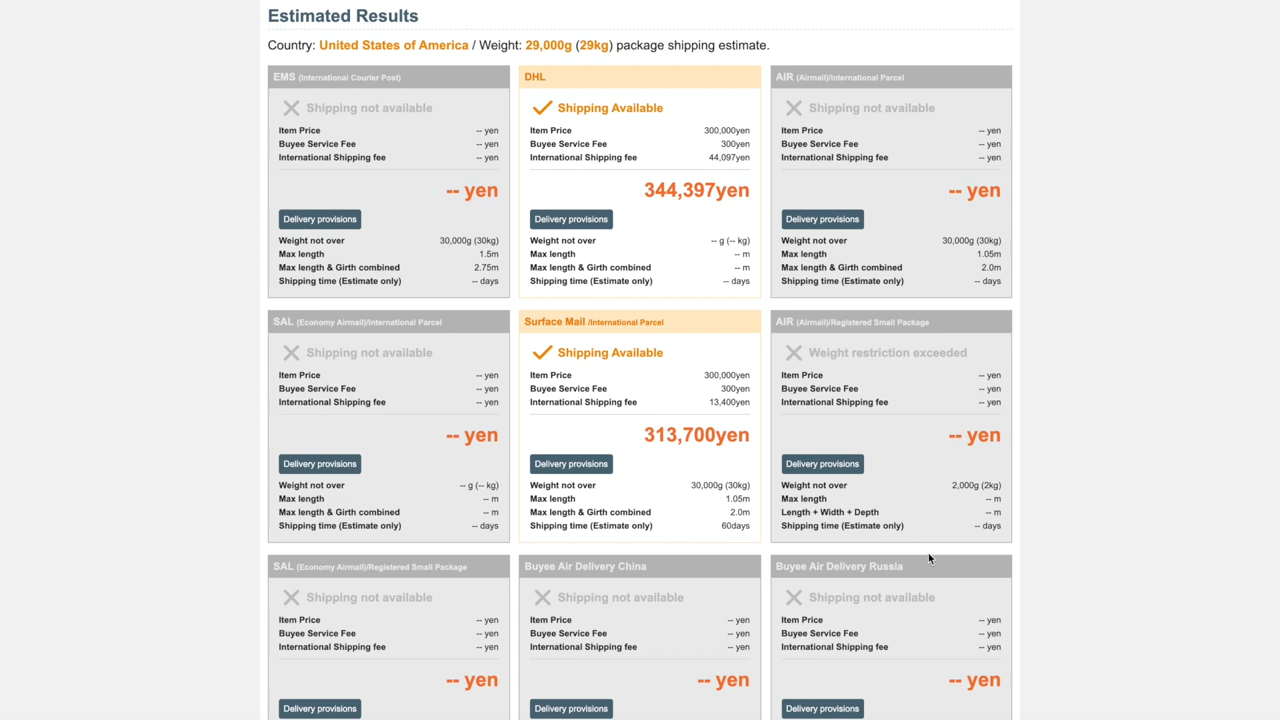 Estimated Results
Country: United States of America / Weight: 29,000g (29kg) package shipping estimate.
EMS (International Courier Post)
Shipping not available
Item Price -- yen
Buyee Service Fee -- yen
International Shipping fee -- yen
-- yen
Delivery provisions
Weight not over 30,000g (30kg)
Max length 1.5m
Max length & Girth combined 2.75m
Shipping time (Estimate only) -- days
DHL
Shipping Available
Item Price 300,000yen
Buyee Service Fee 300yen
International Shipping fee 44,097yen
344,397yen
Delivery provisions
Weight not over -- g (-- kg)
Max length -- m
Max length & Girth combined -- m
Shipping time (Estimate only) -- days
AIR (Airmail)/International Parcel
Shipping not available
Item Price -- yen
Buyee Service Fee -- yen
International Shipping fee -- yen
-- yen
Delivery provisions
Weight not over 30,000g (30kg)
Max length 1.05m
Max length & Girth combined 2.0m
Shipping time (Estimate only) -- days
SAL (Economy Airmail)/International Parcel
Shipping not available
Item Price -- yen
Buyee Service Fee -- yen
International Shipping fee -- yen
-- yen
Delivery provisions
Weight not over -- g (-- kg)
Max length -- m
Max length & Girth combined -- m
Shipping time (Estimate only) -- days
Surface Mail /International Parcel
Shipping Available
Item Price 300,000yen
Buyee Service Fee 300yen
International Shipping fee 13,400yen
313,700yen
Delivery provisions
Weight not over 30,000g (30kg)
Max length 1.05m
Max length & Girth combined 2.0m
Shipping time (Estimate only) 60days
AIR (Airmail)/Registered Small Package
Weight restriction exceeded
Item Price -- yen
Buyee Service Fee -- yen
International Shipping fee -- yen
-- yen
Delivery provisions
Weight not over 2,000g (2kg)
Max length -- m
Length + Width + Depth -- m
Shipping time (Estimate only) -- days
SAL (Economy Airmail)/Registered Small Package
Shipping not available
Item Price -- yen
Buyee Service Fee -- yen
International Shipping fee -- yen
-- yen
Delivery provisions
Buyee Air Delivery China
Shipping not available
Item Price -- yen
Buyee Service Fee -- yen
International Shipping fee -- yen
-- yen
Delivery provisions
Buyee Air Delivery Russia
Shipping not available
Item Price -- yen
Buyee Service Fee -- yen
International Shipping fee -- yen
-- yen
Delivery provisions